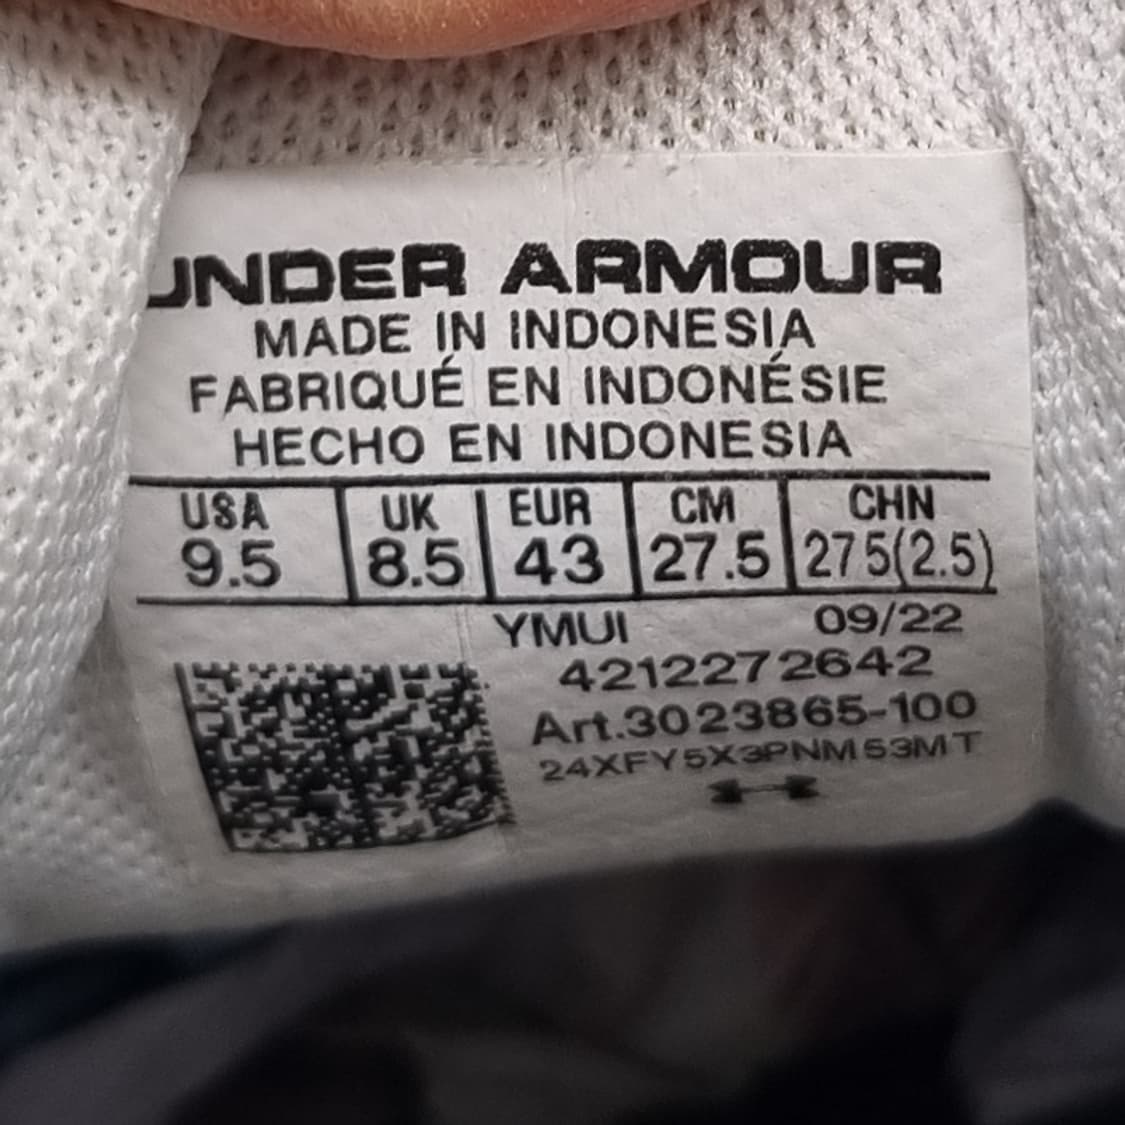 UNDER ARMOUR
MADE IN INDONESIA
FABRIQUÉ EN INDONÉSIE
HECHO EN INDONESIA
USA UK EUR CM CHN
9.5 8.5 43 27.5 275(2.5)
YMUI 09/22
4212272642
Art.3023865-100
24XFY5X3PNM53MT